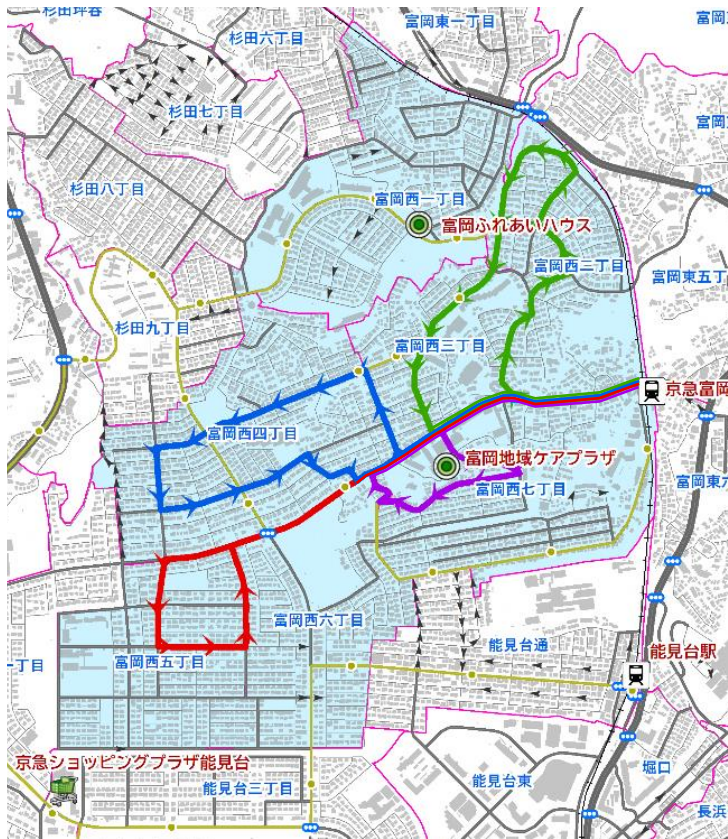 杉田坪呑
杉田六丁目
富岡東一丁目
富岡
杉田七丁目
富岡
杉田八丁目
富岡西一丁目
富岡ふれあいハウス
富岡西二丁目
富岡東五丁
杉田九丁目
富岡西三丁目
京急富岡
富岡西四丁目
富岡地域ケアプラザ
富岡西七丁目
富岡東六
富岡西六丁目
能見台通
能見台駅
一丁目
富岡西五丁目
京急ショッピングプラザ能見台
能見台三丁目
能見台東
堀口
長浜